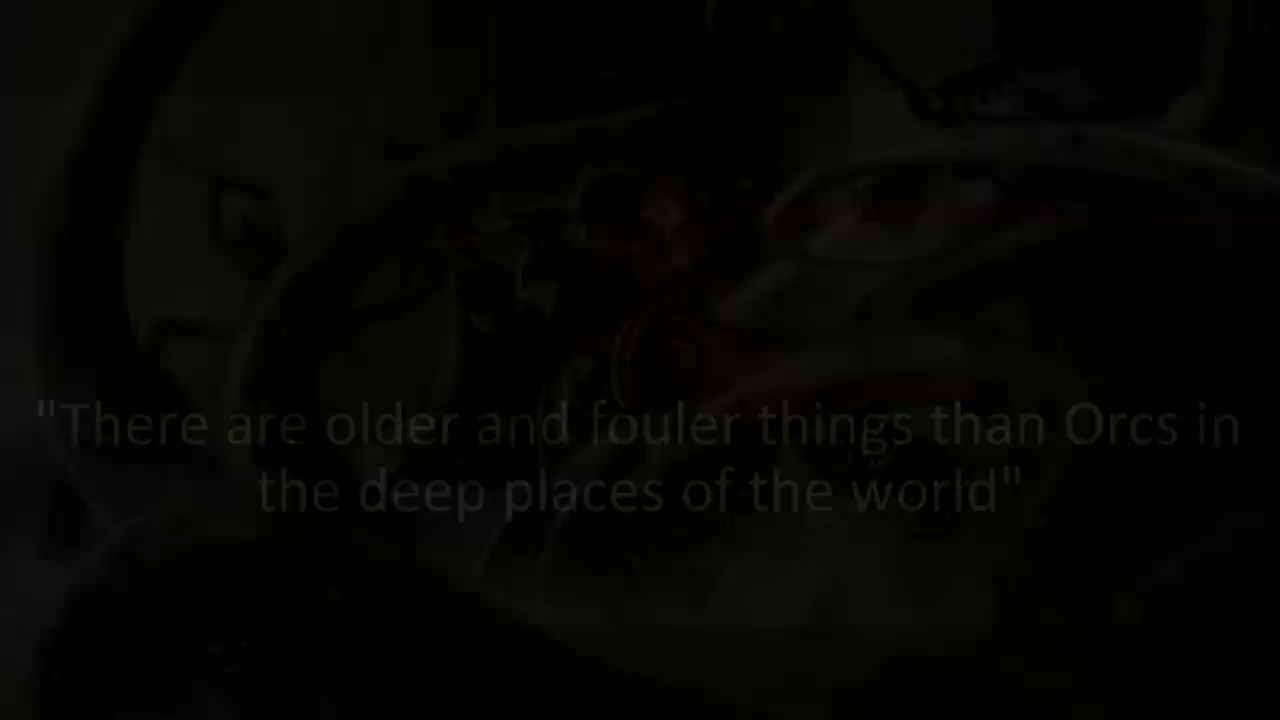 "There are older and fouler things than Orcs in
the deep places of the world"